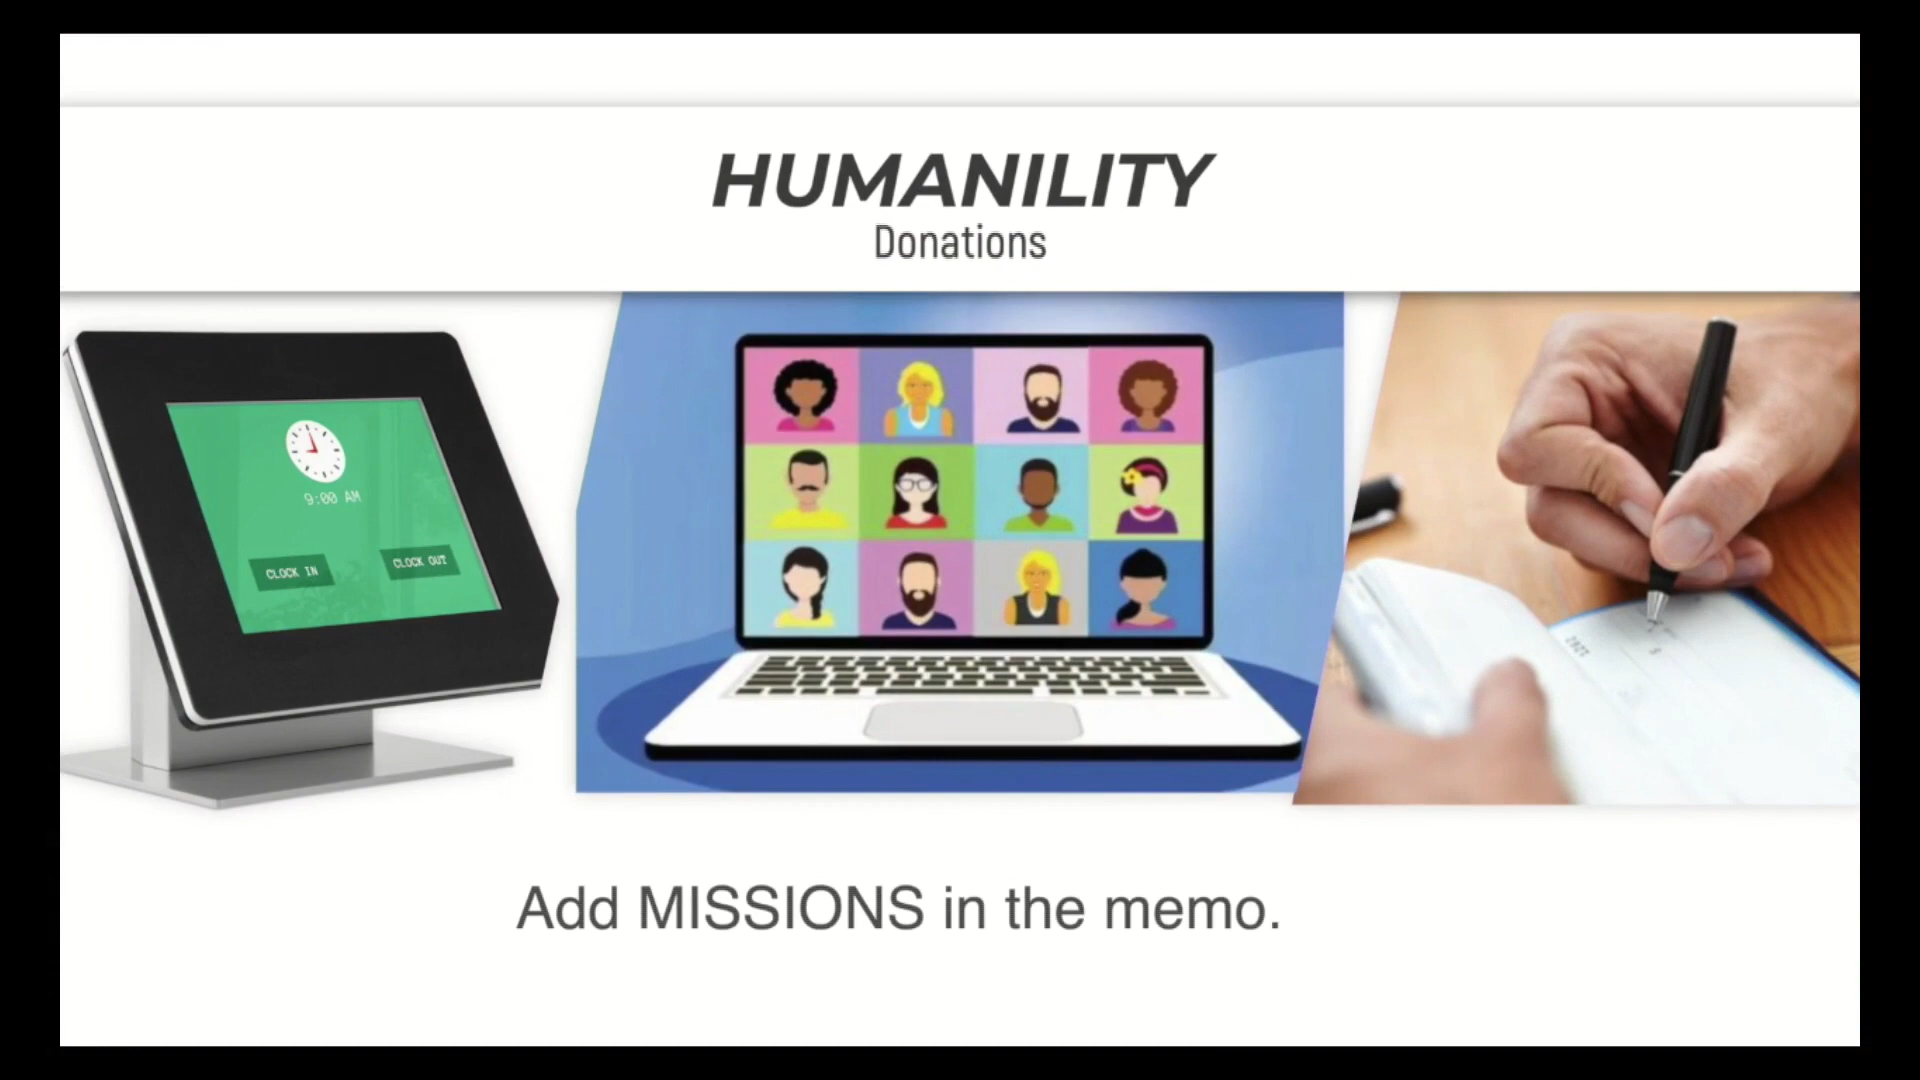 HUMANILITY
Donations
9:00 AM
CLOCK IN
CLOCK OUT
Add MISSIONS in the memo.